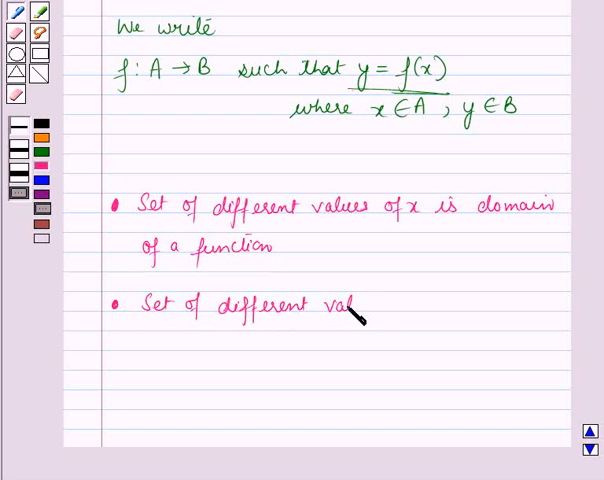 We write
f : A → B such that y = f(x)
where x ∈ A , y ∈ B
• Set of different values of x is domain
of a function
• Set of different val